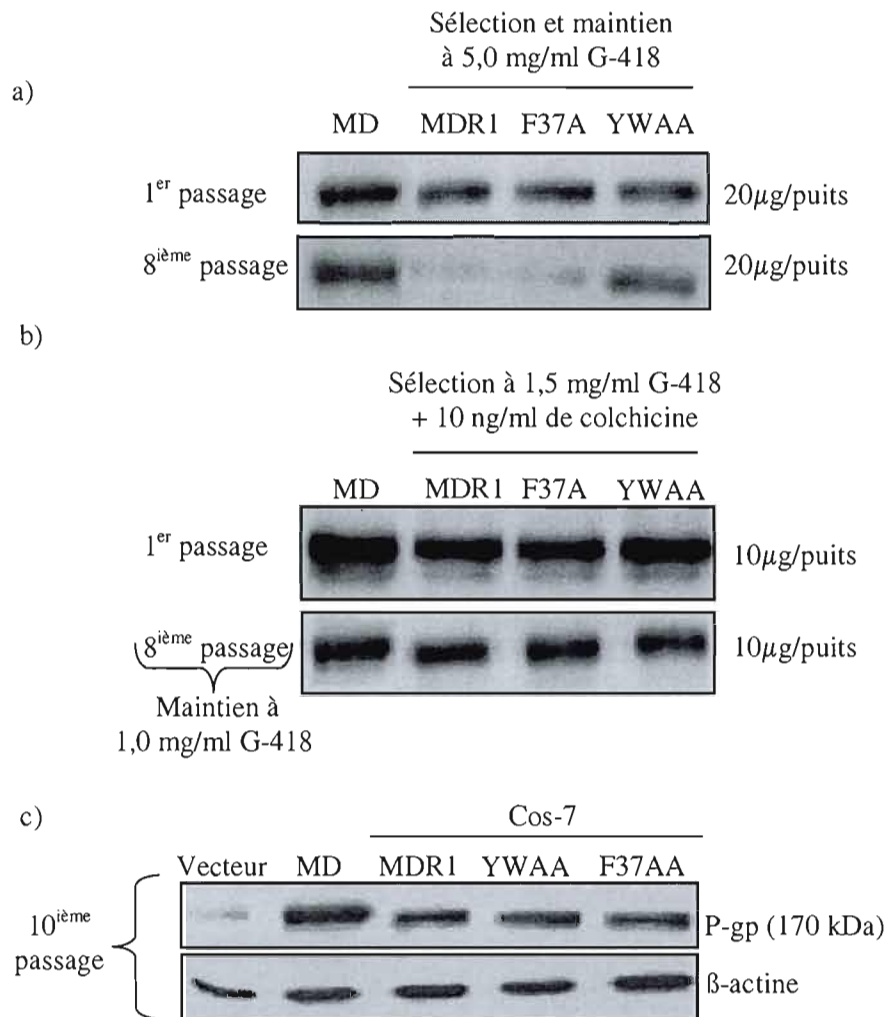 Sélection et maintien
à 5,0 mg/ml G-418
a)
MD MDR1 F37A YWAA
1er passage 20µg/puits
8ième passage 20µg/puits
b)
Sélection à 1,5 mg/ml G-418
+ 10 ng/ml de colchicine
MD MDR1 F37A YWAA
1er passage 10µg/puits
8ième passage 10µg/puits
Maintien à
1,0 mg/ml G-418
c)
Cos-7
Vecteur MD MDR1 YWAA F37AA
10ième
passage
P-gp (170 kDa)
ß-actine